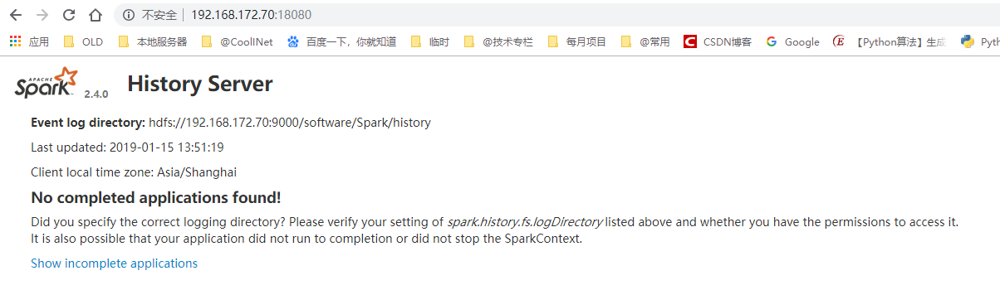 不安全 192.168.172.70:18080
应用 OLD 本地服务器 @CoolINet 百度一下，你就知道 临时 @技术专栏 每月项目 @常用 CSDN博客 Google 【Python算法】生成 Pyth
APACHE Spark 2.4.0 History Server
Event log directory: hdfs://192.168.172.70:9000/software/Spark/history
Last updated: 2019-01-15 13:51:19
Client local time zone: Asia/Shanghai
No completed applications found!
Did you specify the correct logging directory? Please verify your setting of spark.history.fs.logDirectory listed above and whether you have the permissions to access it.
It is also possible that your application did not run to completion or did not stop the SparkContext.
Show incomplete applications